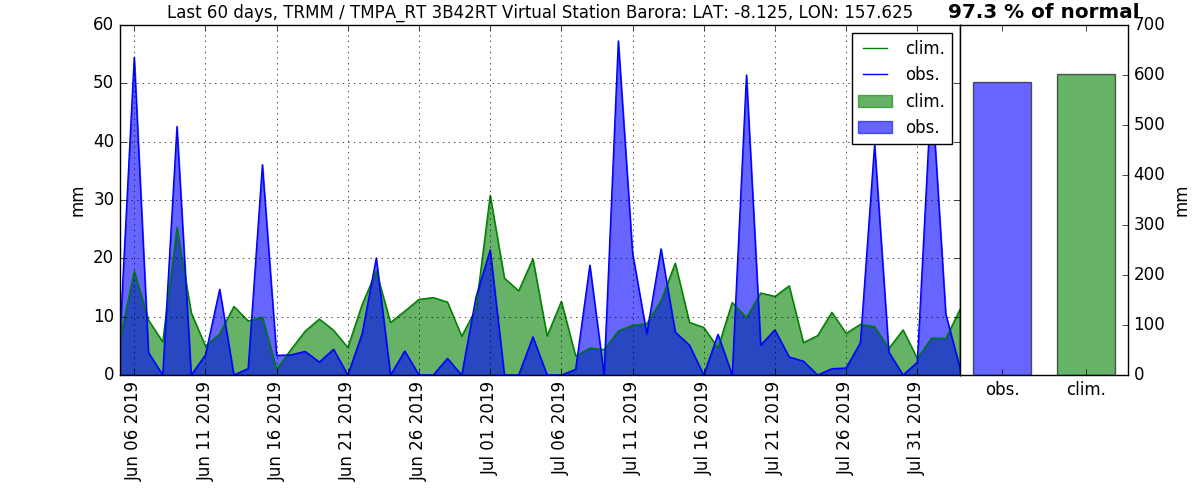 Last 60 days, TRMM / TMPA_RT 3B42RT Virtual Station Barora: LAT: -8.125, LON: 157.625
97.3 % of normal
60
50
40
30
20
10
0
mm
clim.
obs.
clim.
obs.
700
600
500
400
300
200
100
0
mm
Jun 06 2019
Jun 11 2019
Jun 16 2019
Jun 21 2019
Jun 26 2019
Jul 01 2019
Jul 06 2019
Jul 11 2019
Jul 16 2019
Jul 21 2019
Jul 26 2019
Jul 31 2019
obs.
clim.